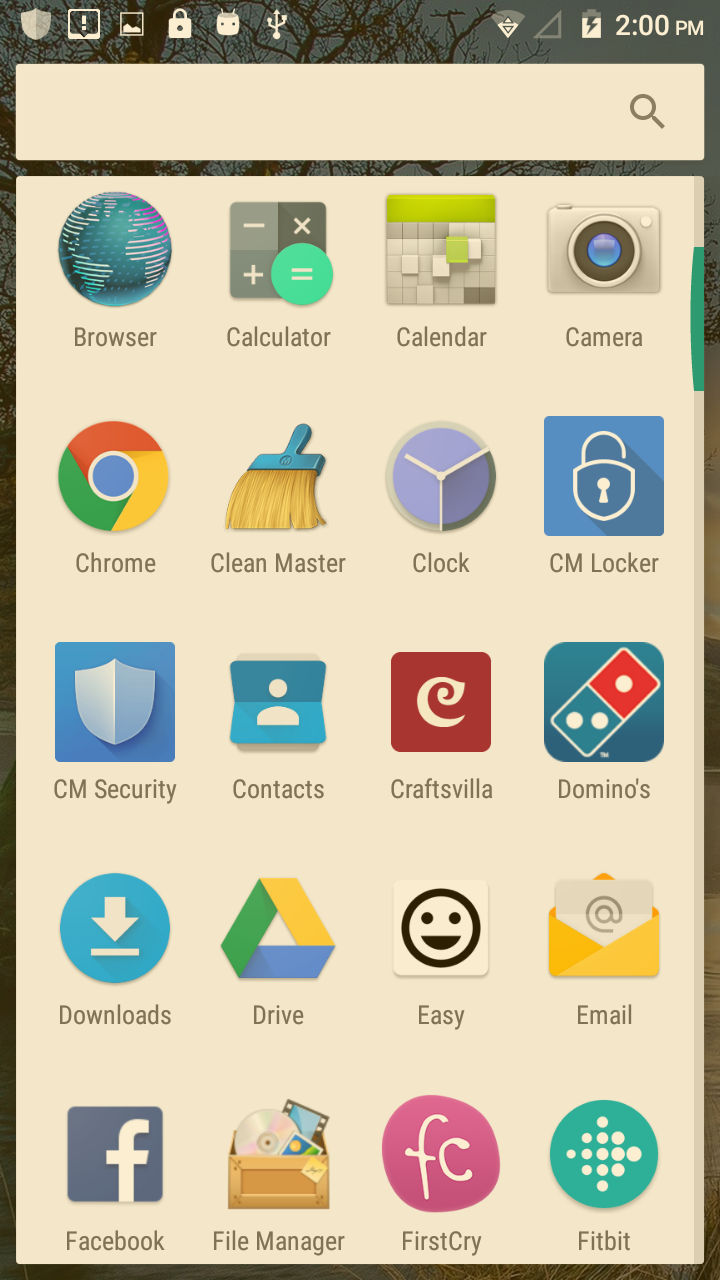 2:00 PM
Browser Calculator Calendar Camera
Chrome Clean Master Clock CM Locker
CM Security Contacts Craftsvilla Domino's
Downloads Drive Easy Email
Facebook File Manager FirstCry Fitbit